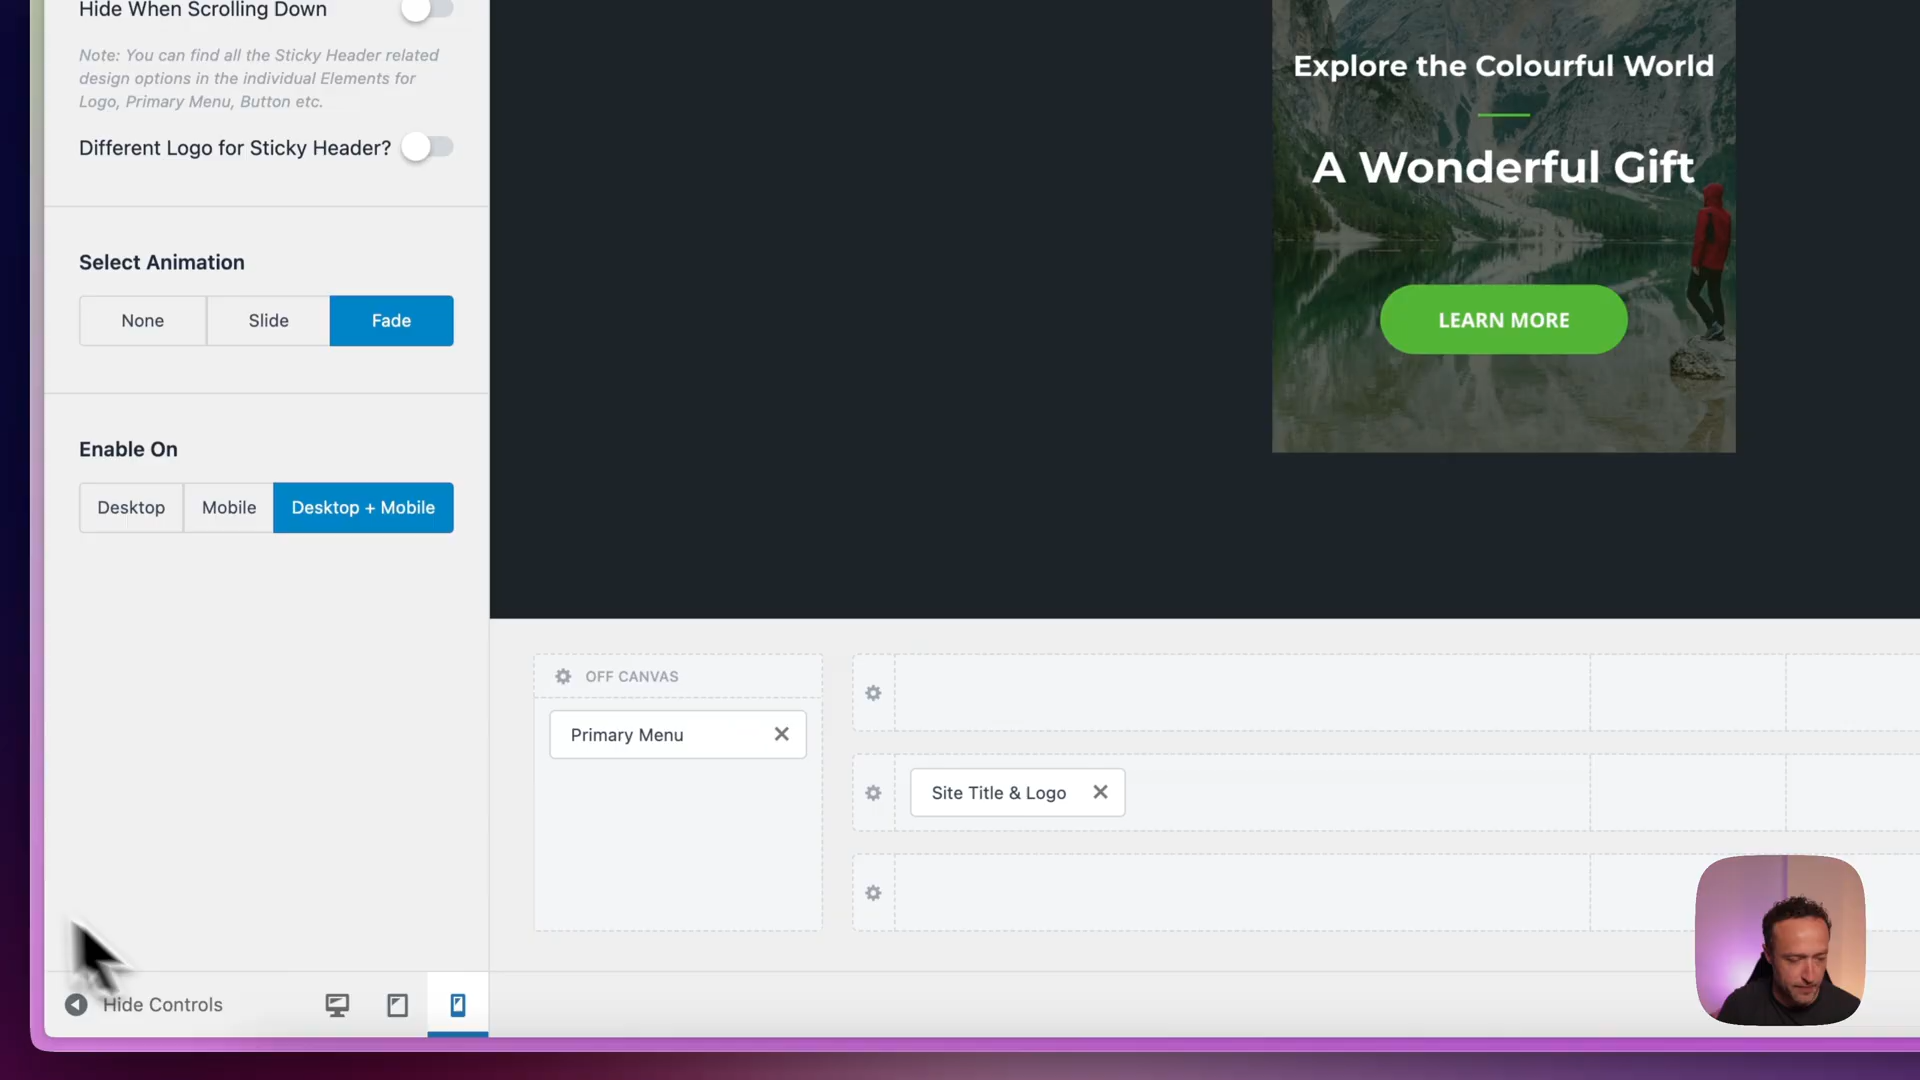 Hide When Scrolling Down
Note: You can find all the Sticky Header related
design options in the individual Elements for
Logo, Primary Menu, Button etc.
Different Logo for Sticky Header?
Select Animation
None
Slide
Fade
Enable On
Desktop
Mobile
Desktop + Mobile
Hide Controls
Explore the Colourful World
A Wonderful Gift
LEARN MORE
OFF CANVAS
Primary Menu
Site Title & Logo